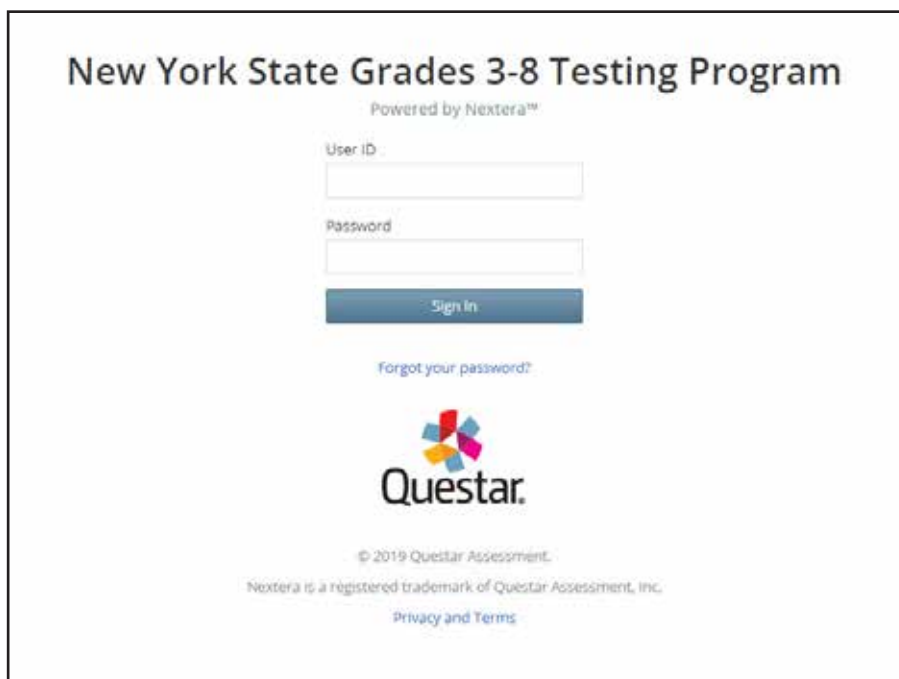 New York State Grades 3-8 Testing Program
Powered by Nextera™
User ID
Password
Sign In
Forgot your password?
Questar®
© 2019 Questar Assessment.
Nextera is a registered trademark of Questar Assessment, Inc.
Privacy and Terms